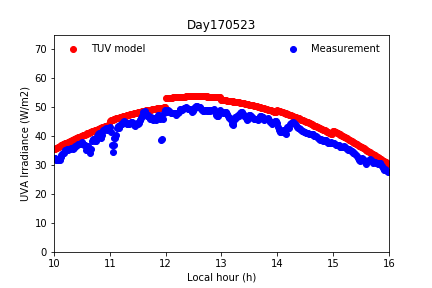 Day170523
TUV model
Measurement
UVA Irradiance (W/m2)
70
60
50
40
30
20
10
0
10 11 12 13 14 15 16
Local hour (h)